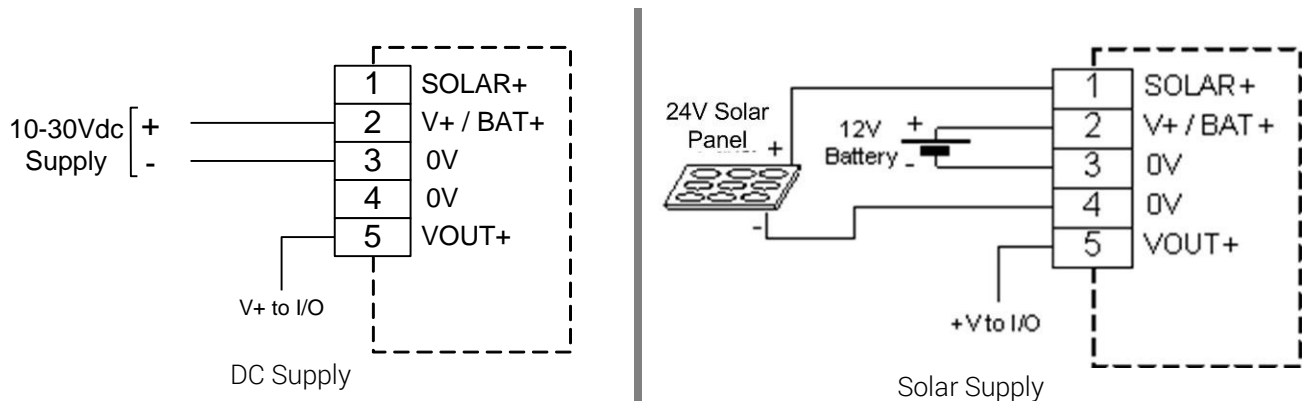 1 SOLAR+
10-30Vdc + 2 V+ / BAT+
Supply - 3 0V
4 0V
5 VOUT+
V+ to I/O
DC Supply
1 SOLAR+
24V Solar
Panel +
12V + 2 V+ / BAT +
Battery - 3 0V
4 0V
-
5 VOUT+
+V to I/O
Solar Supply